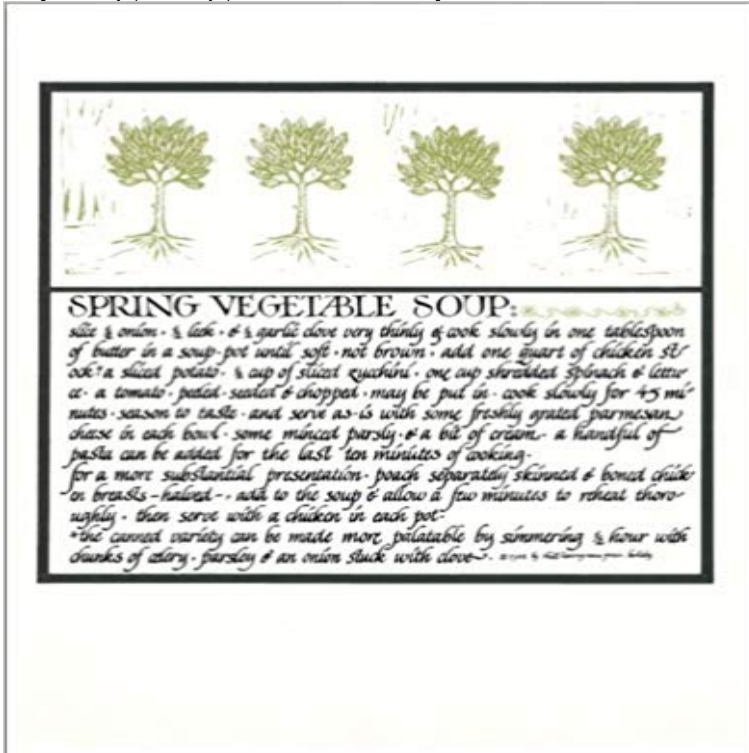 SPRING VEGETABLE SOUP:
slice ½ onion · ½ leek · & ½ garlic clove very thinly & cook slowly in one tablespoon
of butter in a soup-pot until soft · not brown · add one quart of chicken st-
ock* a sliced potato · ½ cup of sliced zucchini · one cup shredded spinach & lettu-
ce · a tomato · peeled · seeded & chopped · may be put in · cook slowly for 45 mi-
nutes · season to taste · and serve as-is with some freshly grated parmesan
cheese in each bowl · some minced parsly · & a bit of cream · a handful of
pasta can be added for the last ten minutes of cooking ·
for a more substantial presentation · poach separately skinned & boned chick-
en breasts - halved - - add to the soup & allow a few minutes to reheat thoro-
ughly · then serve with a chicken in each pot ·
*the canned variety can be made more palatable by simmering ½ hour with
chunks of celery · parsley & an onion stuck with clove ·